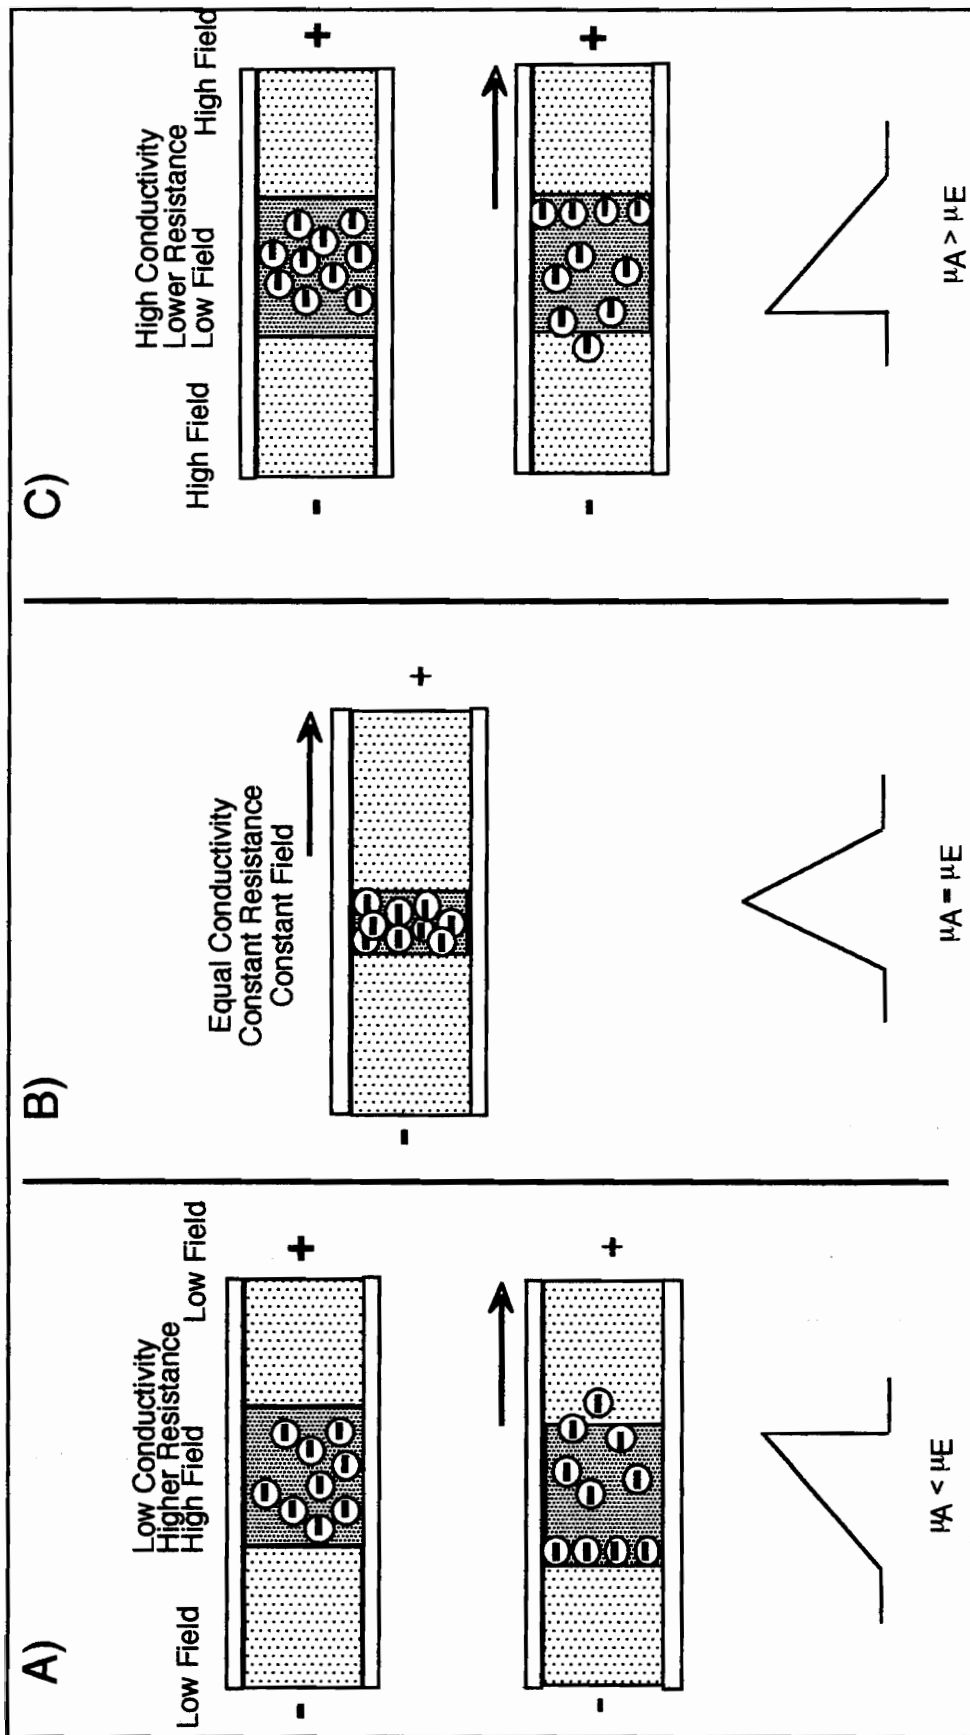 A)
Low Conductivity
Higher Resistance
Low Field High Field Low Field
- +
- +
μA < μE
B)
Equal Conductivity
Constant Resistance
Constant Field
- +
μA = μE
C)
High Conductivity
Lower Resistance
High Field Low Field High Field
- +
- +
μA > μE